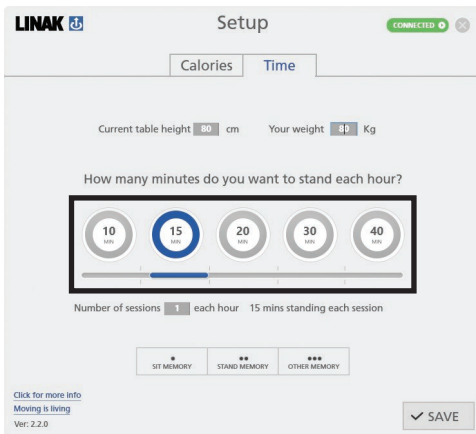 LINAK
Setup
CONNECTED
Calories
Time
Current table height 80 cm Your weight 80 Kg
How many minutes do you want to stand each hour?
10 15 20 30 40
MIN MIN MIN MIN MIN
Number of sessions 1 each hour 15 mins standing each session
SIT MEMORY STAND MEMORY OTHER MEMORY
Click for more info
Moving is living
Ver: 2.2.0
SAVE